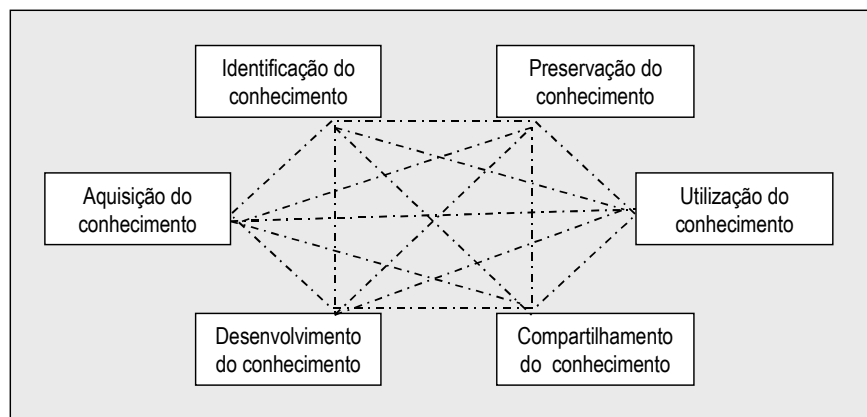 Identificação do
conhecimento
Preservação do
conhecimento
Aquisição do
conhecimento
Utilização do
conhecimento
Desenvolvimento
do conhecimento
Compartilhamento
do conhecimento